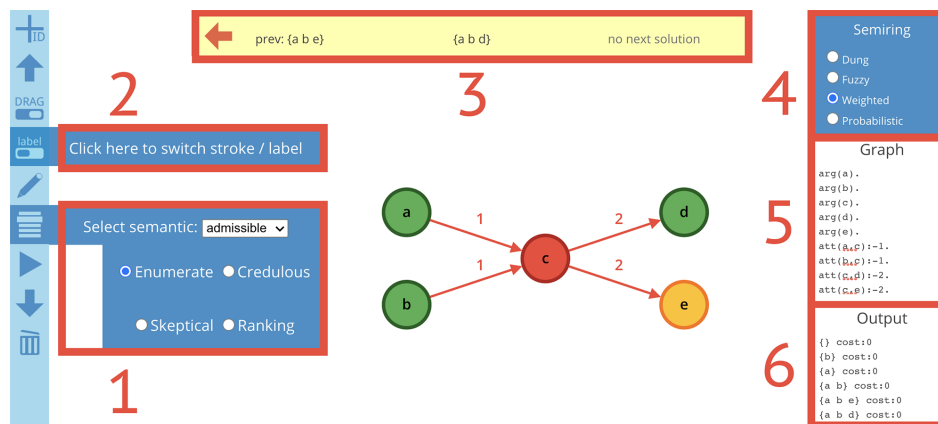 ID
DRAG
label
2
Click here to switch stroke / label
Select semantic: admissible
Enumerate Credulous
Skeptical Ranking
1
prev: {a b e} {a b d} no next solution
3
a
b
c
d
e
1
1
2
2
4
Semiring
Dung
Fuzzy
Weighted
Probabilistic
5
Graph
arg(a).
arg(b).
arg(c).
arg(d).
arg(e).
att(a,c):-1.
att(b,c):-1.
att(c,d):-2.
att(c,e):-2.
6
Output
{} cost:0
{b} cost:0
{a} cost:0
{a b} cost:0
{a b e} cost:0
{a b d} cost:0